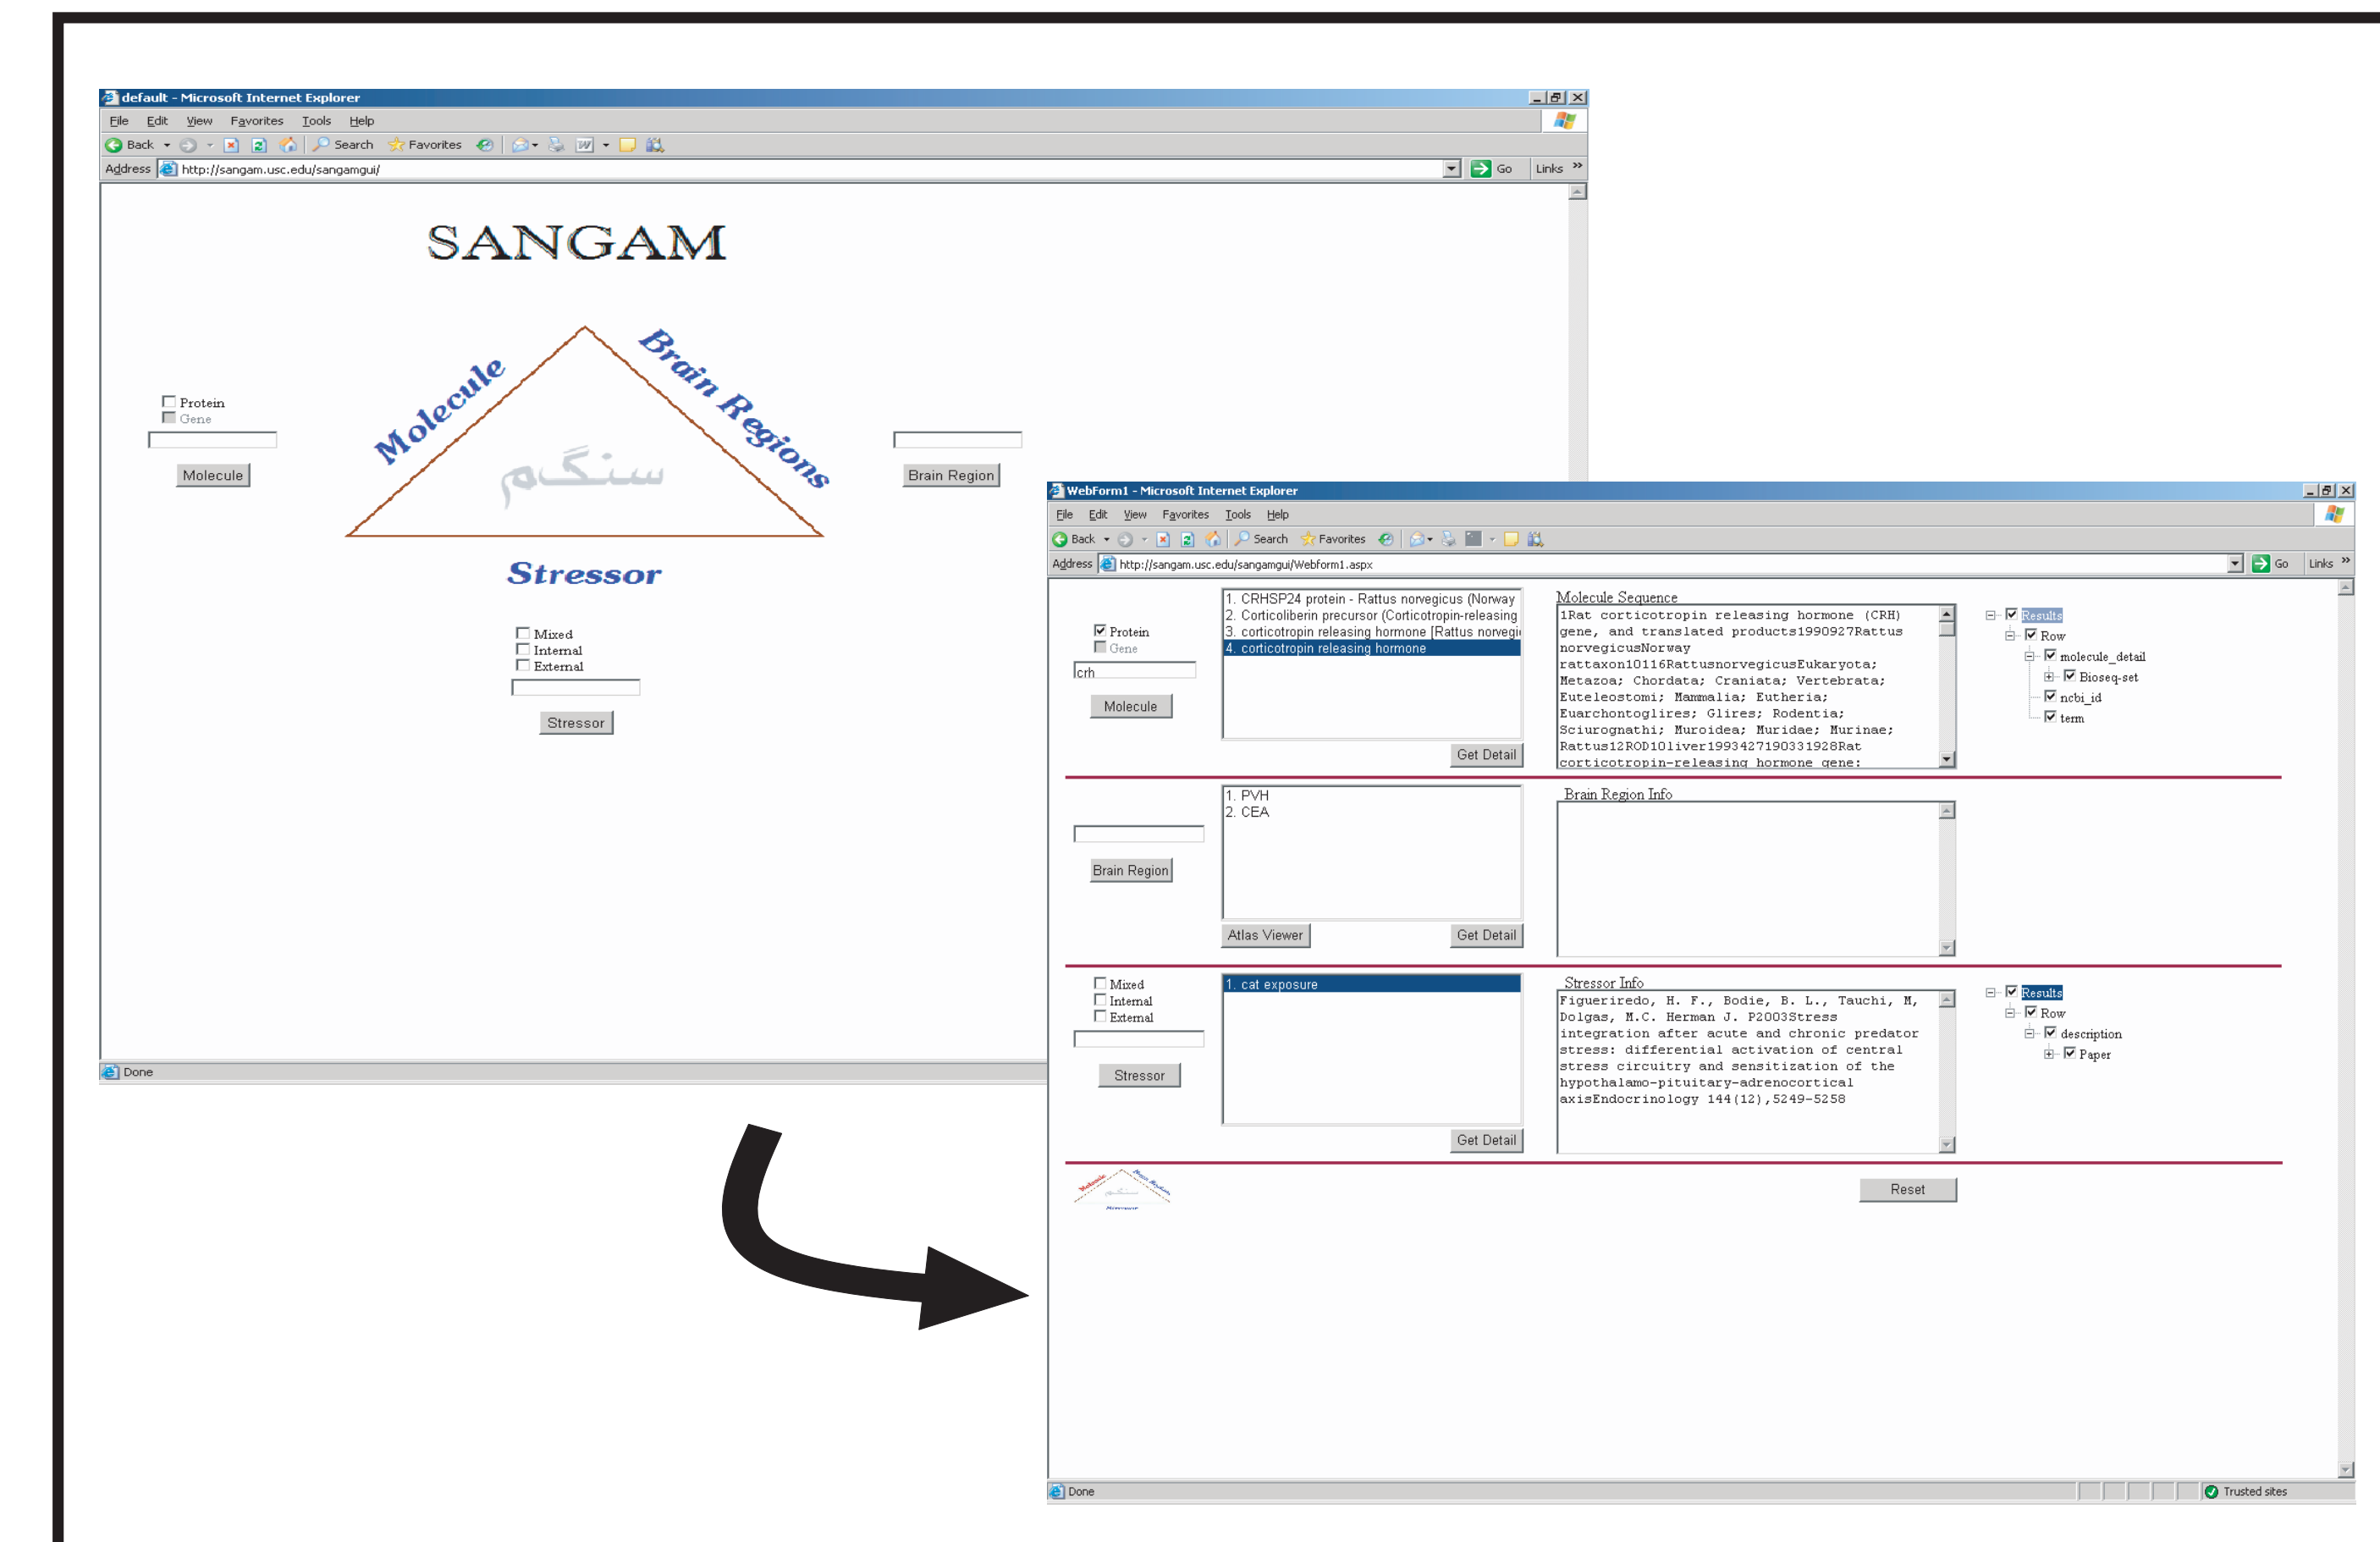 default - Microsoft Internet Explorer
File Edit View Favorites Tools Help
Back Search Favorites
Address http://sangam.usc.edu/sangamgui/ Go Links »
SANGAM
Molecule
Brain Regions
سنگم
Stressor
Protein
Gene
Molecule
Brain Region
Mixed
Internal
External
Stressor
Done
WebForm1 - Microsoft Internet Explorer
File Edit View Favorites Tools Help
Back Search Favorites
Address http://sangam.usc.edu/sangamgui/Webform1.aspx Go Links »
Protein
Gene
crh
Molecule
1. CRHSP24 protein - Rattus norvegicus (Norway
2. Corticoliberin precursor (Corticotropin-releasing
3. corticotropin releasing hormone [Rattus norvegi
4. corticotropin releasing hormone
Get Detail
Molecule Sequence
1Rat corticotropin releasing hormone (CRH)
gene, and translated products1990927Rattus
norvegicusNorway
rattaxon10116RattusnorvegicusEukaryota;
Metazoa; Chordata; Craniata; Vertebrata;
Euteleostomi; Mammalia; Eutheria;
Euarchontoglires; Glires; Rodentia;
Sciurognathi; Muroidea; Muridae; Murinae;
Rattus12ROD10liver1993427190331928Rat
corticotropin-releasing hormone gene:
Results
Row
molecule_detail
Bioseq-set
ncbi_id
term
Brain Region
1. PVH
2. CEA
Atlas Viewer
Get Detail
Brain Region Info
Mixed
Internal
External
Stressor
1. cat exposure
Get Detail
Stressor Info
Figueriredo, H. F., Bodie, B. L., Tauchi, M,
Dolgas, M.C. Herman J. P2003Stress
integration after acute and chronic predator
stress: differential activation of central
stress circuitry and sensitization of the
hypothalamo-pituitary-adrenocortical
axisEndocrinology 144(12),5249-5258
Results
Row
description
Paper
Molecule
Brain Regions
سنگم
Stressor
Reset
Done
Trusted sites